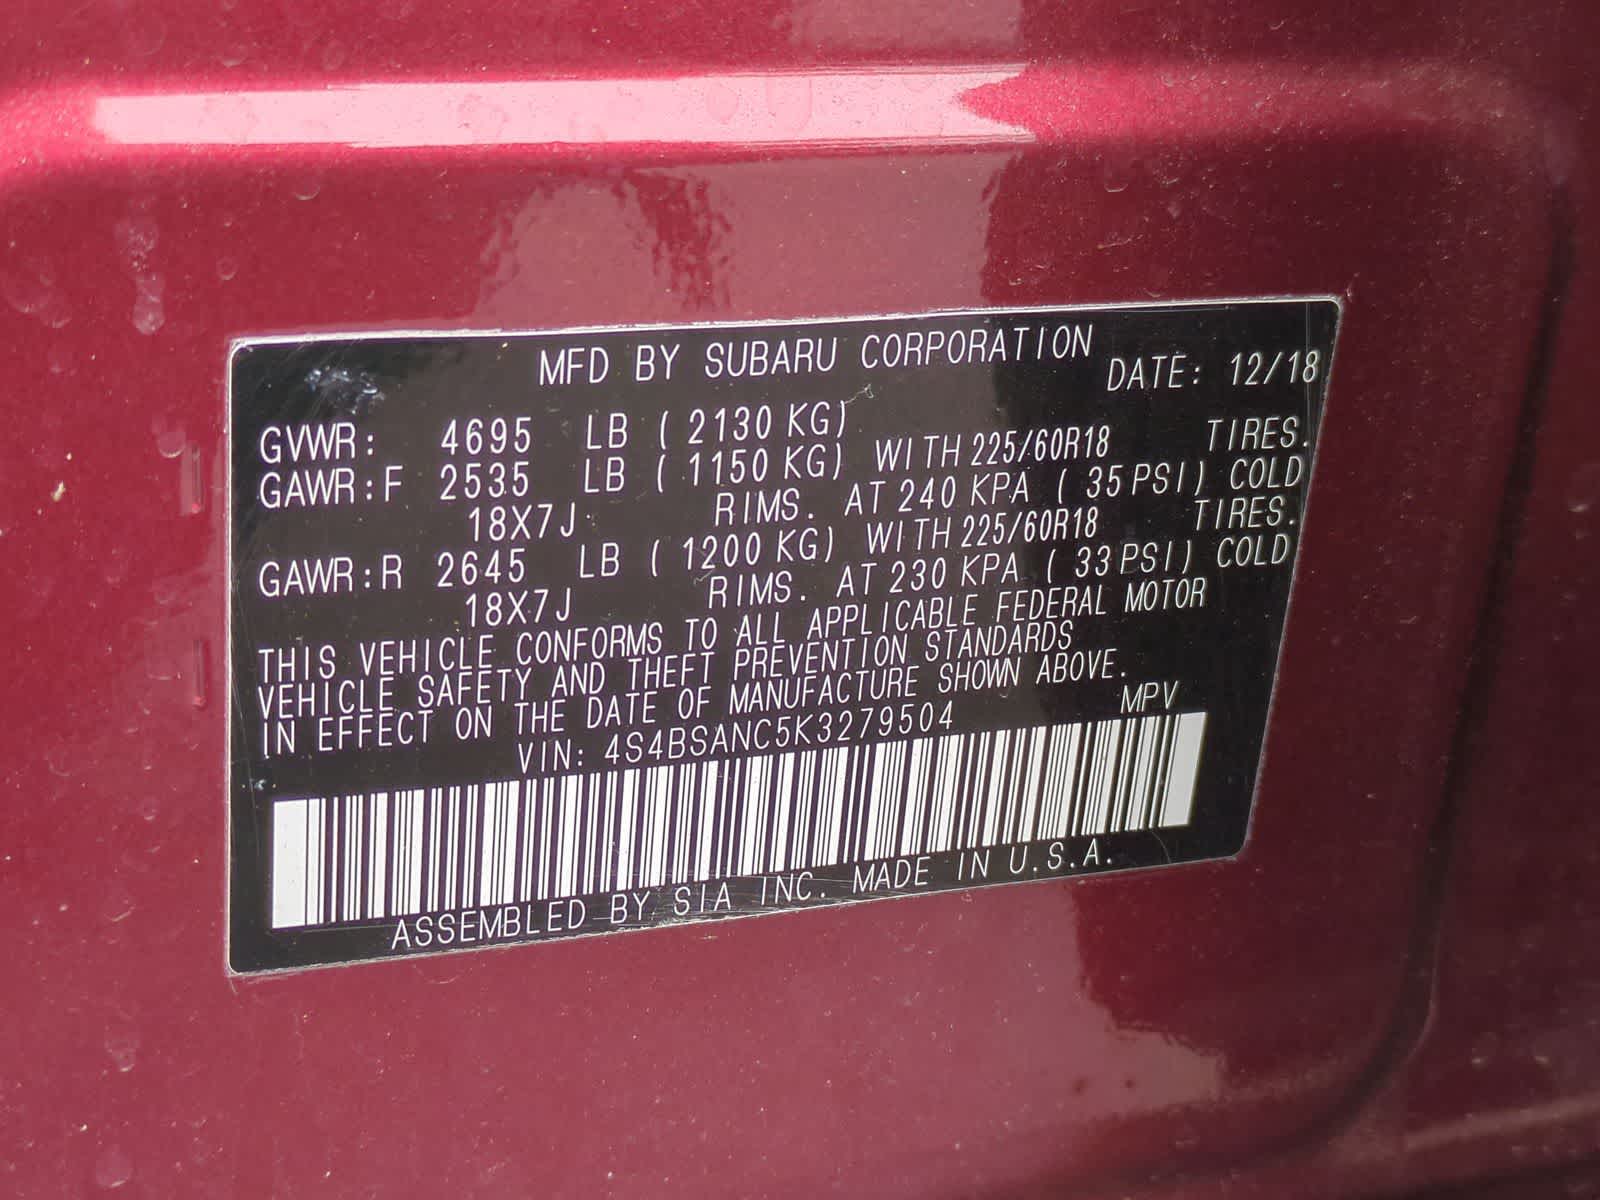 MFD BY SUBARU CORPORATION DATE: 12/18
GVWR: 4695 LB ( 2130 KG)
GAWR:F 2535 LB ( 1150 KG) WITH 225/60R18 TIRES.
18X7J RIMS. AT 240 KPA ( 35 PSI) COLD
GAWR:R 2645 LB ( 1200 KG) WITH 225/60R18 TIRES.
18X7J RIMS. AT 230 KPA ( 33 PSI) COLD
THIS VEHICLE CONFORMS TO ALL APPLICABLE FEDERAL MOTOR
VEHICLE SAFETY AND THEFT PREVENTION STANDARDS
IN EFFECT ON THE DATE OF MANUFACTURE SHOWN ABOVE.
VIN: 4S4BSANC5K3279504 MPV
ASSEMBLED BY SIA INC. MADE IN U.S.A.